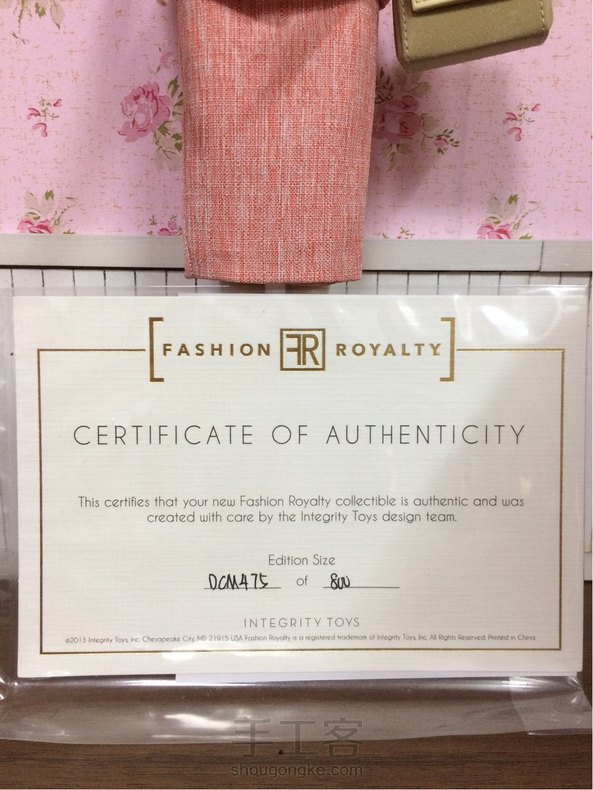 FASHION FR ROYALTY
CERTIFICATE OF AUTHENTICITY
This certifies that your new Fashion Royalty collectible is authentic and was
created with care by the Integrity Toys design team.
Edition Size
DCM475 of 800
INTEGRITY TOYS
©2013 Integrity Toys, Inc. Chesapeake City, MD 21915 USA. Fashion Royalty is a registered trademark of Integrity Toys, Inc. All Rights Reserved. Printed in China.
手工客
shougongke.com